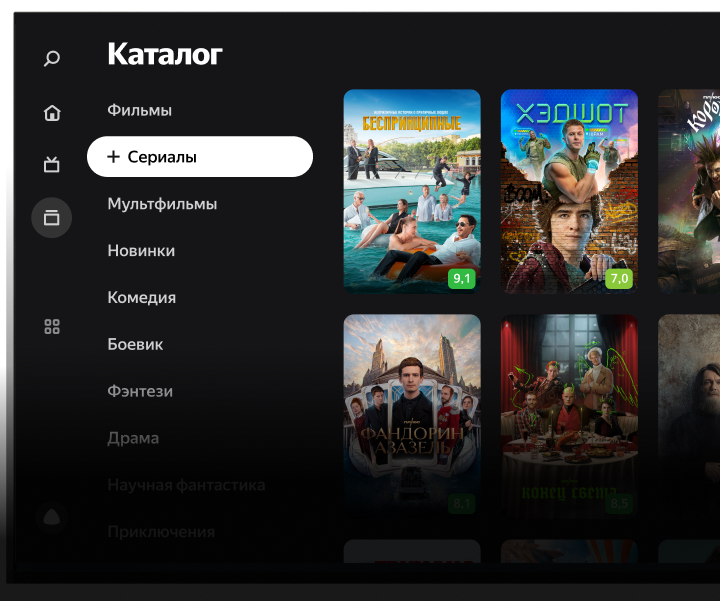 Каталог
Фильмы
+ Сериалы
Мультфильмы
Новинки
Комедия
Боевик
Фэнтези
Драма
Научная фантастика
Приключения
БЕСПРИНЦИПНЫЕ
9,1
ХЭДШОТ
BOOM
7,0
ФАНДОРИН
АЗАЗЕЛЬ
8,1
конец света
8,5